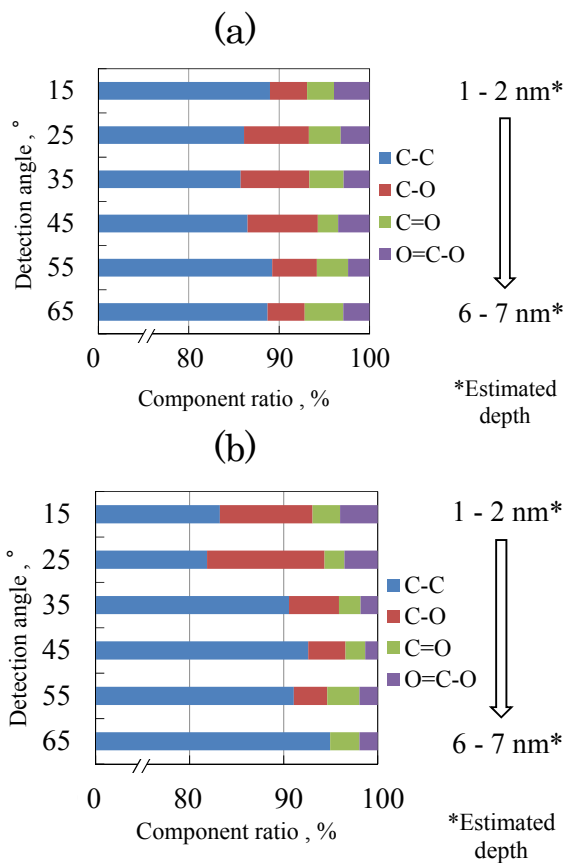 (a)
Detection angle , °
15
25
35
45
55
65
C-C
C-O
C=O
O=C-O
1 - 2 nm*
6 - 7 nm*
0 80 90 100
Component ratio , %
*Estimated
depth
(b)
Detection angle , °
15
25
35
45
55
65
C-C
C-O
C=O
O=C-O
1 - 2 nm*
6 - 7 nm*
0 80 90 100
Component ratio , %
*Estimated
depth